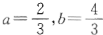 a = 2/3, b = 4/3